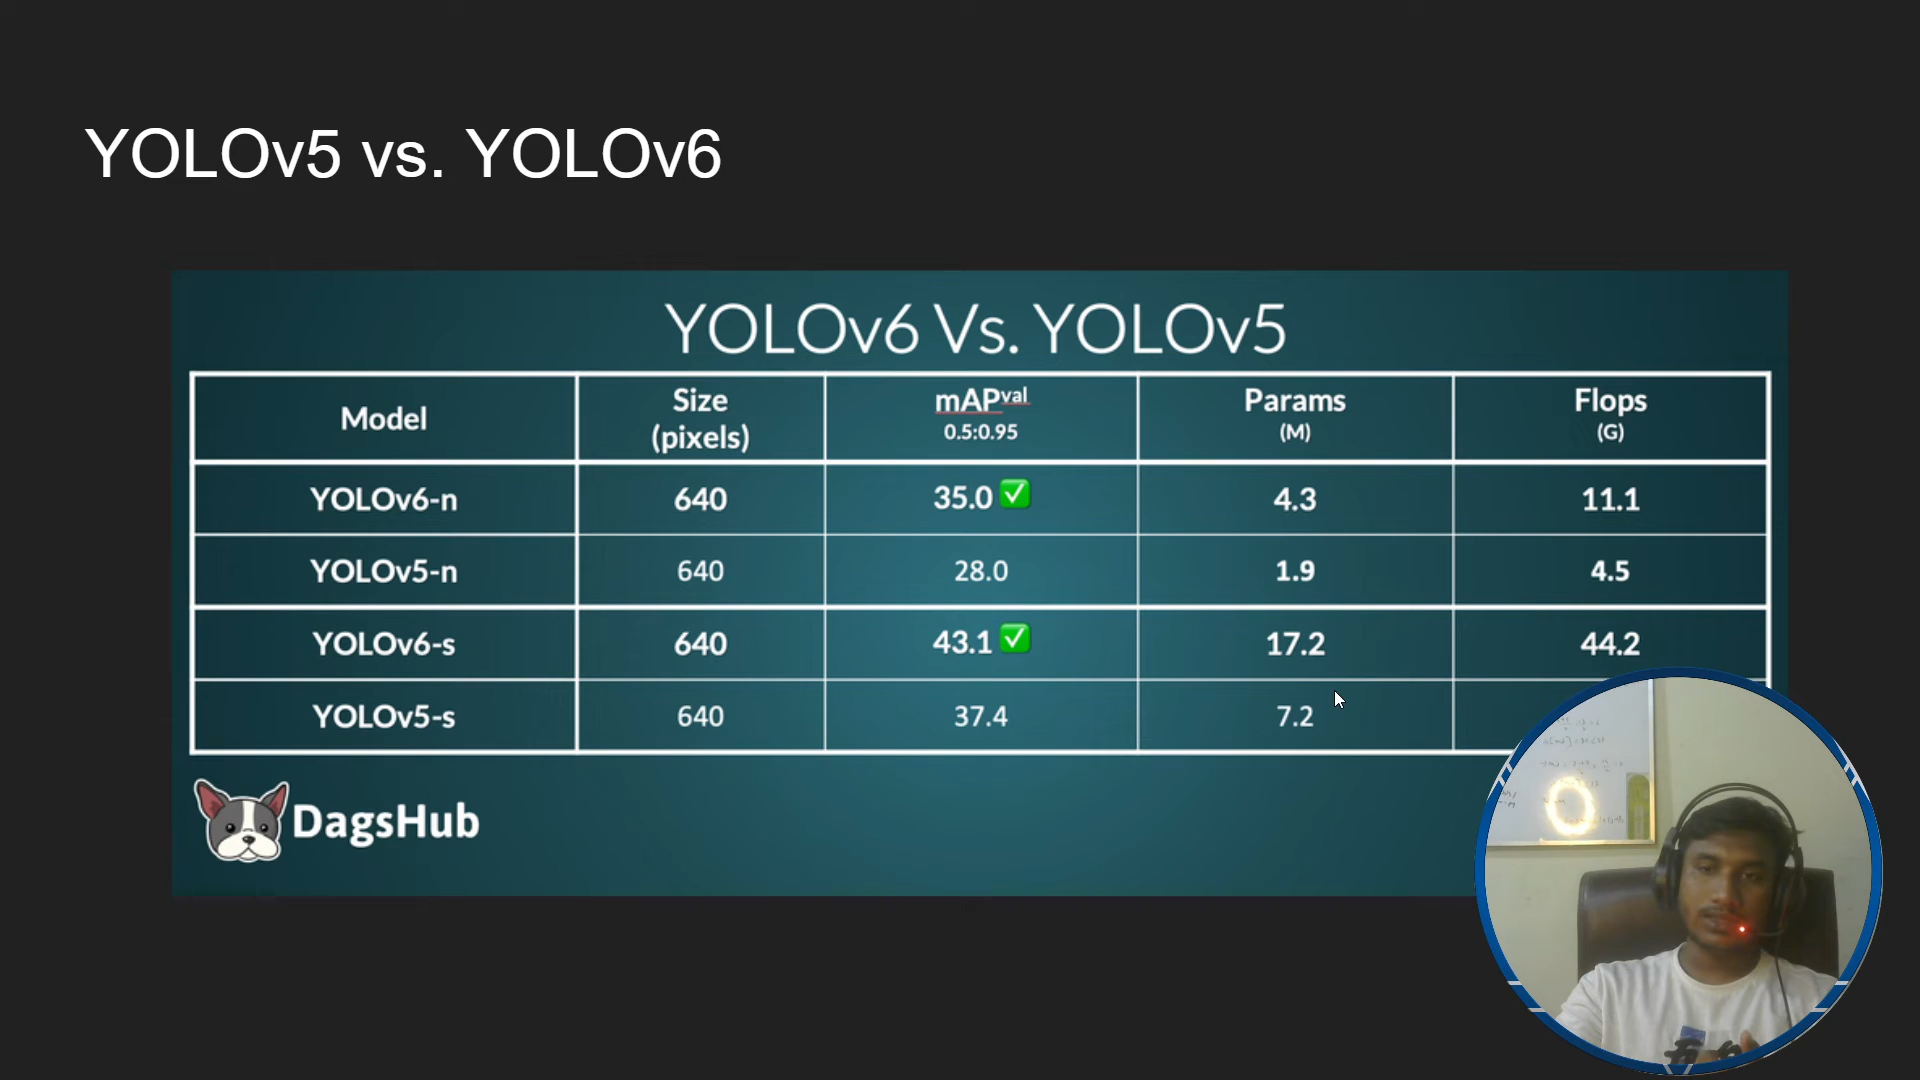 YOLOv5 vs. YOLOv6
YOLOv6 Vs. YOLOv5
Model Size (pixels) mAPval 0.5:0.95 Params (M) Flops (G)
YOLOv6-n 640 35.0 ✅ 4.3 11.1
YOLOv5-n 640 28.0 1.9 4.5
YOLOv6-s 640 43.1 ✅ 17.2 44.2
YOLOv5-s 640 37.4 7.2
DagsHub